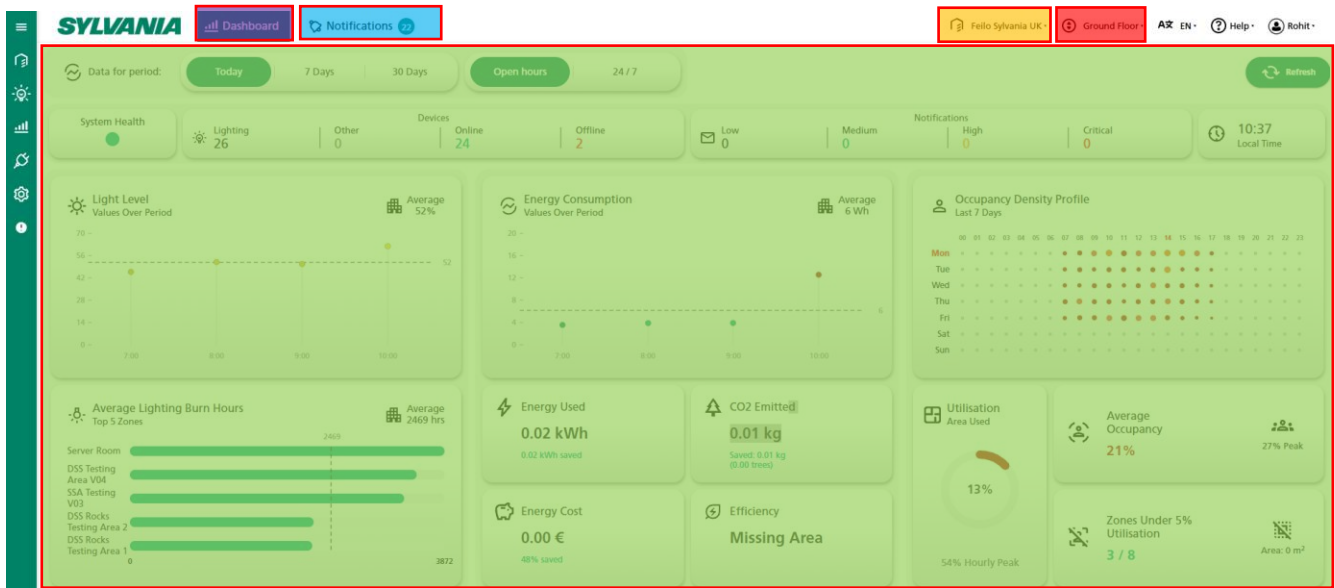 SYLVANIA
Dashboard
Notifications 22
Feilo Sylvania UK
Ground Floor
A文 EN
Help
Rohit
Data for period:
Today
7 Days
30 Days
Open hours
24 / 7
Refresh
System Health
Devices
Lighting
26
Other
0
Online
24
Offline
2
Notifications
Low
0
Medium
0
High
0
Critical
0
10:37
Local Time
Light Level
Values Over Period
Average
52%
70
56
52
42
28
14
0
7:00 8:00 9:00 10:00
Energy Consumption
Values Over Period
Average
6 Wh
20
16
12
8
6
4
0
7:00 8:00 9:00 10:00
Occupancy Density Profile
Last 7 Days
00 01 02 03 04 05 06 07 08 09 10 11 12 13 14 15 16 17 18 19 20 21 22 23
Mon
Tue
Wed
Thu
Fri
Sat
Sun
Average Lighting Burn Hours
Top 5 Zones
Average
2469 hrs
2469
Server Room
DSS Testing
Area V04
SSA Testing
V03
DSS Rocks
Testing Area 2
DSS Rocks
Testing Area 1
0
3872
Energy Used
0.02 kWh
0.02 kWh saved
CO2 Emitted
0.01 kg
Saved: 0.01 kg
(0.00 trees)
Energy Cost
0.00 €
48% saved
Efficiency
Missing Area
Utilisation
Area Used
13%
54% Hourly Peak
Average
Occupancy
21%
27% Peak
Zones Under 5%
Utilisation
3 / 8
Area: 0 m²